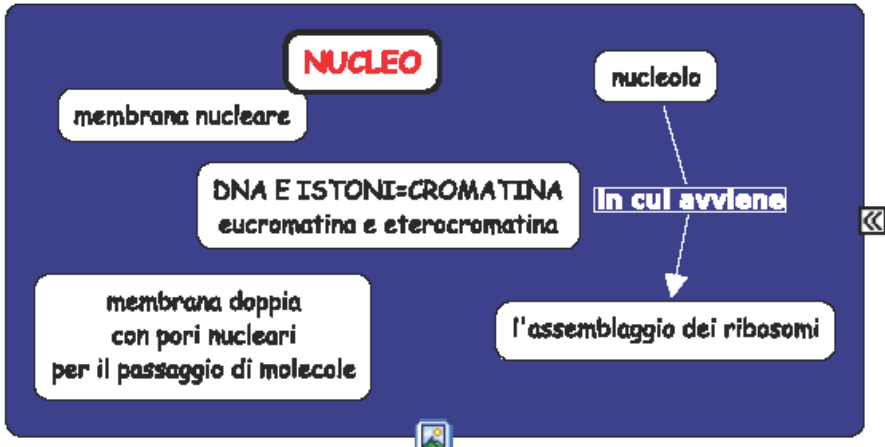 NUCLEO
nucleolo
membrana nucleare
DNA E ISTONI=CROMATINA
eucromatina e eterocromatina
In cui avviene
membrana doppia
con pori nucleari
per il passaggio di molecole
l'assemblaggio dei ribosomi